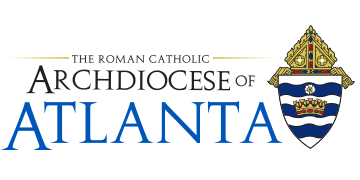 THE ROMAN CATHOLIC
ARCHDIOCESE OF
ATLANTA